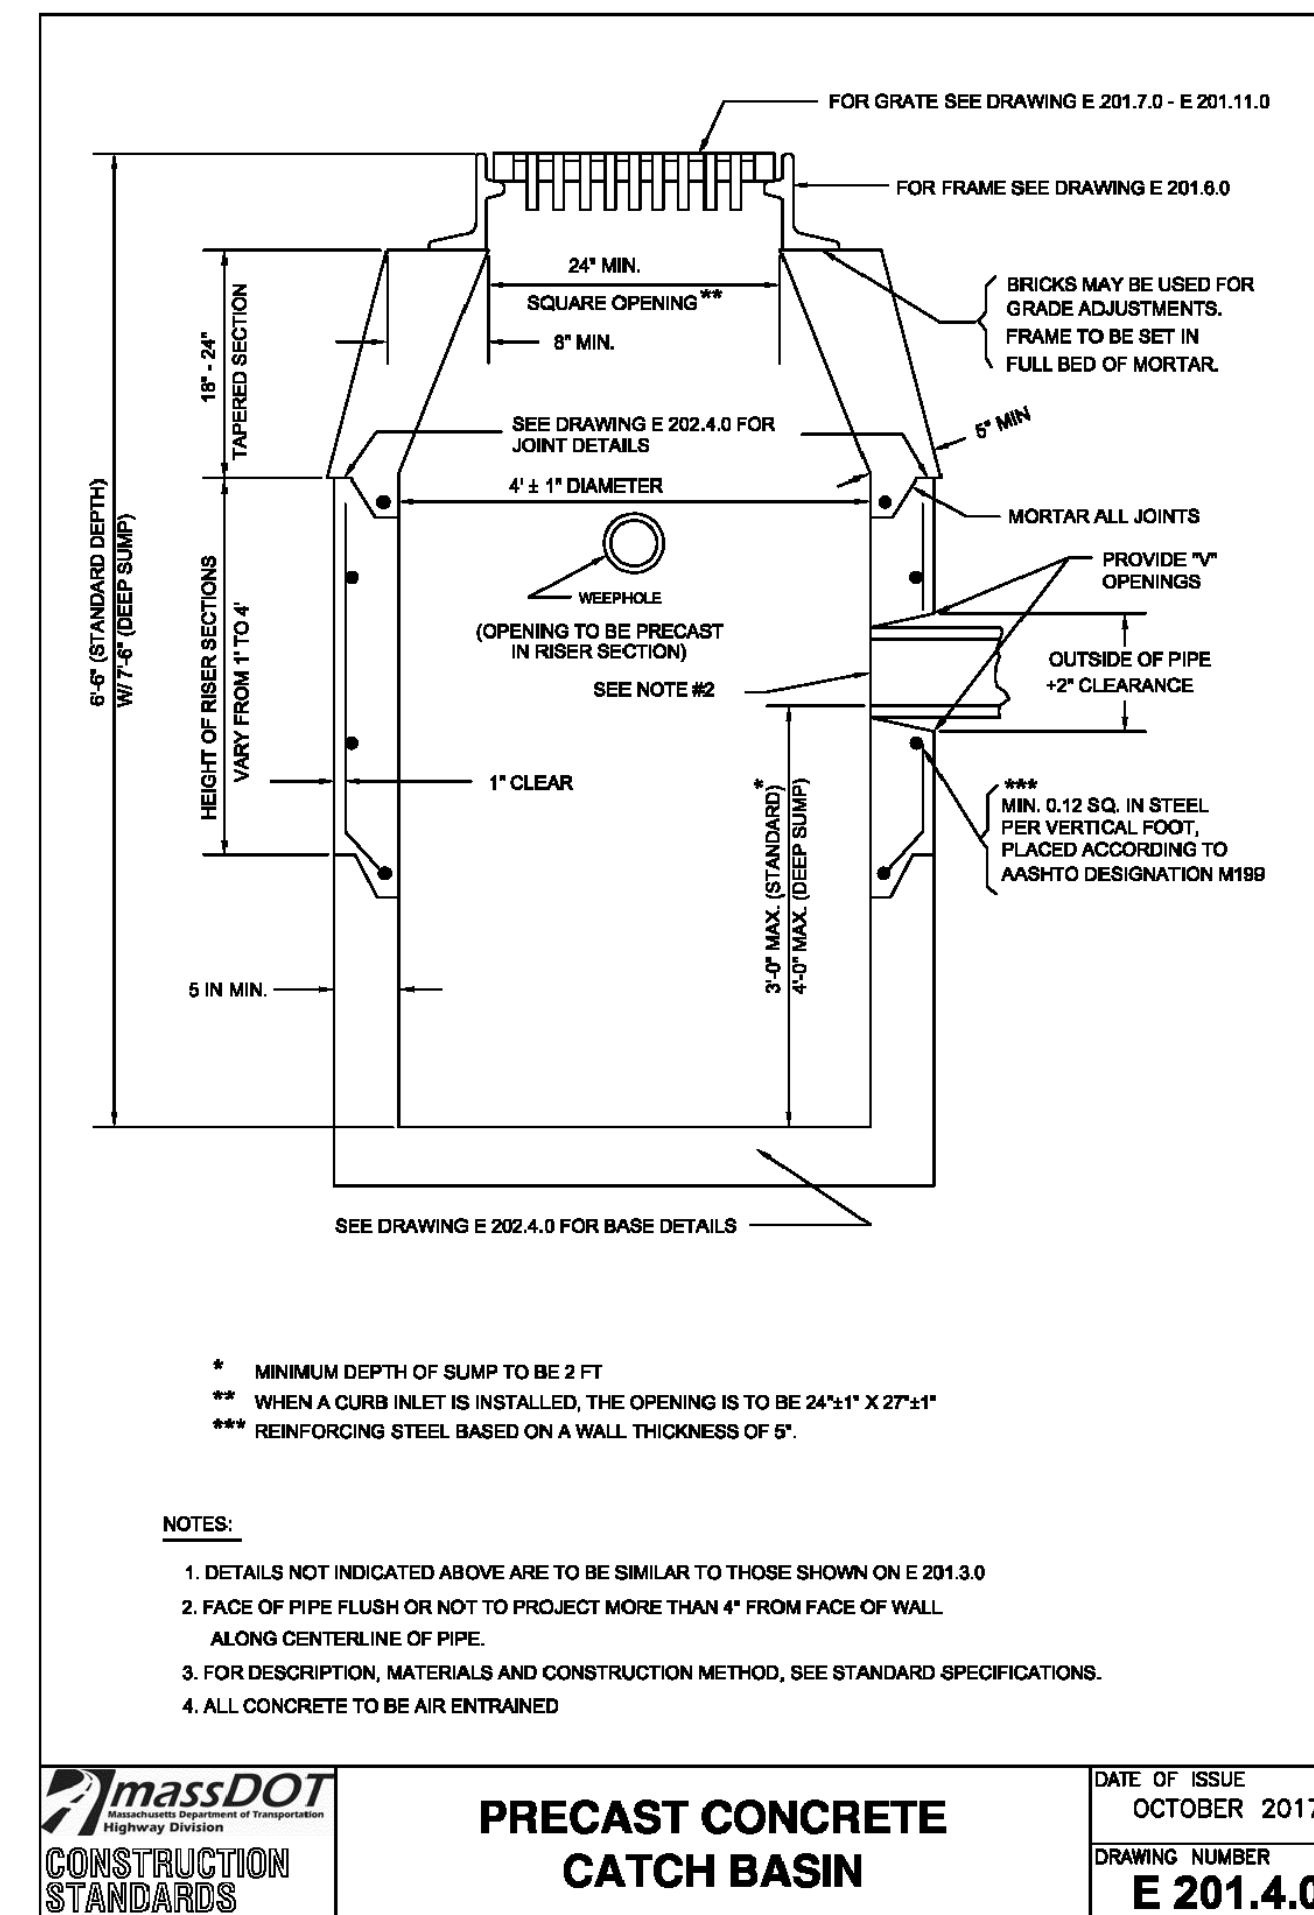 FOR GRATE SEE DRAWING E 201.7.0 - E 201.11.0
FOR FRAME SEE DRAWING E 201.6.0
24" MIN.
SQUARE OPENING**
8" MIN.
BRICKS MAY BE USED FOR
GRADE ADJUSTMENTS.
FRAME TO BE SET IN
FULL BED OF MORTAR.
18" - 24"
TAPERED SECTION
SEE DRAWING E 202.4.0 FOR
JOINT DETAILS
5" MIN
4' ± 1" DIAMETER
MORTAR ALL JOINTS
PROVIDE "V"
OPENINGS
WEEPHOLE
(OPENING TO BE PRECAST
IN RISER SECTION)
6'-6" (STANDARD DEPTH)
W/ 7'-6" (DEEP SUMP)
HEIGHT OF RISER SECTIONS
VARY FROM 1' TO 4'
OUTSIDE OF PIPE
+2" CLEARANCE
SEE NOTE #2
1" CLEAR
***
MIN. 0.12 SQ. IN STEEL
PER VERTICAL FOOT,
PLACED ACCORDING TO
AASHTO DESIGNATION M199
3'-0" MAX. (STANDARD)*
4'-0" MAX. (DEEP SUMP)
5 IN MIN.
SEE DRAWING E 202.4.0 FOR BASE DETAILS
* MINIMUM DEPTH OF SUMP TO BE 2 FT
** WHEN A CURB INLET IS INSTALLED, THE OPENING IS TO BE 24"±1" X 27"±1"
*** REINFORCING STEEL BASED ON A WALL THICKNESS OF 5".
NOTES:
1. DETAILS NOT INDICATED ABOVE ARE TO BE SIMILAR TO THOSE SHOWN ON E 201.3.0
2. FACE OF PIPE FLUSH OR NOT TO PROJECT MORE THAN 4" FROM FACE OF WALL
ALONG CENTERLINE OF PIPE.
3. FOR DESCRIPTION, MATERIALS AND CONSTRUCTION METHOD, SEE STANDARD SPECIFICATIONS.
4. ALL CONCRETE TO BE AIR ENTRAINED
massDOT
Massachusetts Department of Transportation
Highway Division
CONSTRUCTION
STANDARDS
PRECAST CONCRETE
CATCH BASIN
DATE OF ISSUE
OCTOBER 2017
DRAWING NUMBER
E 201.4.0